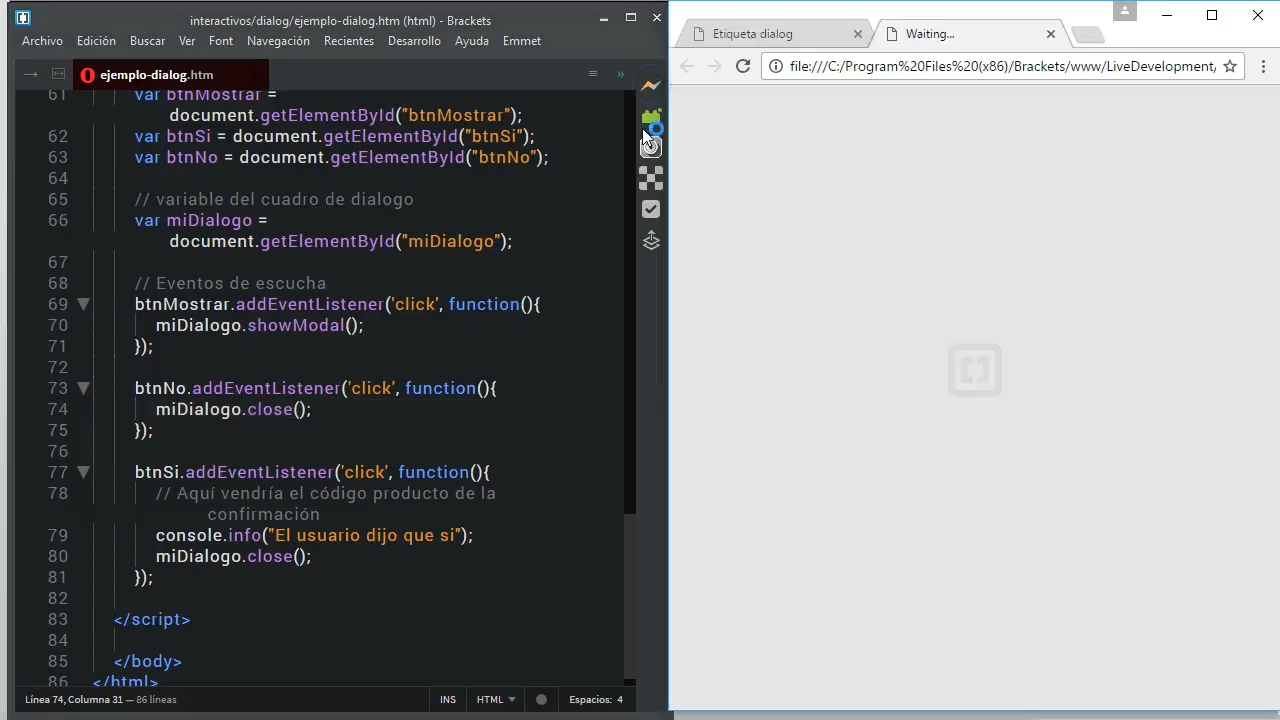 interactivos/dialog/ejemplo-dialog.htm (html) - Brackets
Archivo Edición Buscar Ver Font Navegación Recientes Desarrollo Ayuda Emmet
ejemplo-dialog.htm
61 var btnMostrar =
document.getElementById("btnMostrar");
62 var btnSi = document.getElementById("btnSi");
63 var btnNo = document.getElementById("btnNo");
64
65 // variable del cuadro de dialogo
66 var miDialogo =
document.getElementById("miDialogo");
67
68 // Eventos de escucha
69 btnMostrar.addEventListener('click', function(){
70 miDialogo.showModal();
71 });
72
73 btnNo.addEventListener('click', function(){
74 miDialogo.close();
75 });
76
77 btnSi.addEventListener('click', function(){
78 // Aquí vendría el código producto de la
confirmación
79 console.info("El usuario dijo que si");
80 miDialogo.close();
81 });
82
83 </script>
84
85 </body>
86 </html>
Línea 74, Columna 31 — 86 líneas INS HTML Espacios: 4
Etiqueta dialog Waiting...
file:///C:/Program%20Files%20(x86)/Brackets/www/LiveDevelopment/